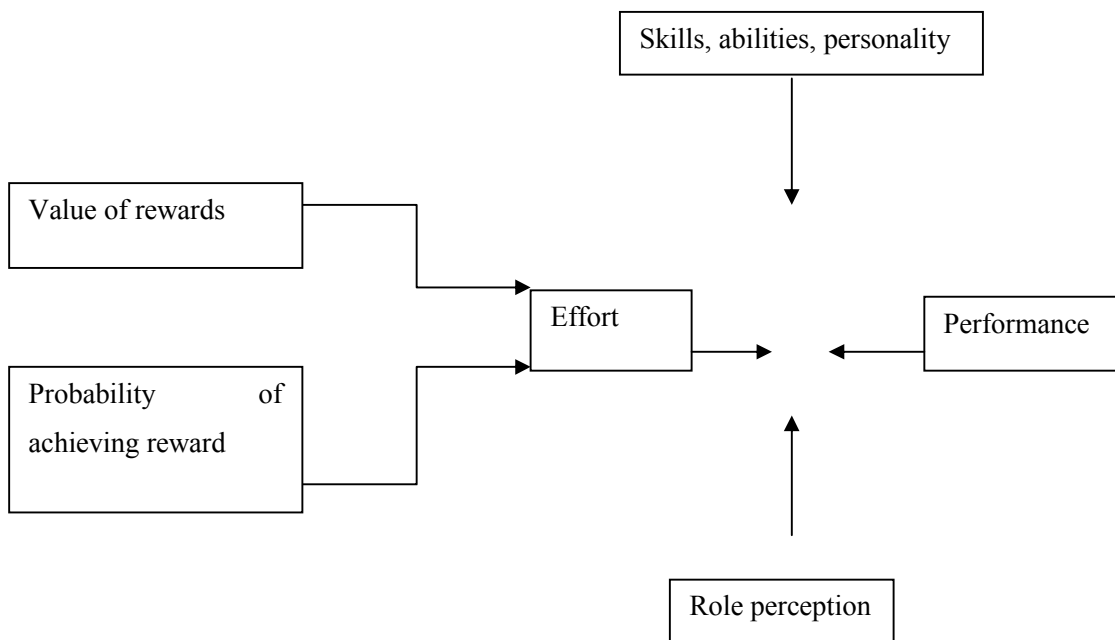 Skills, abilities, personality
Value of rewards
Effort
Performance
Probability of
achieving reward
Role perception